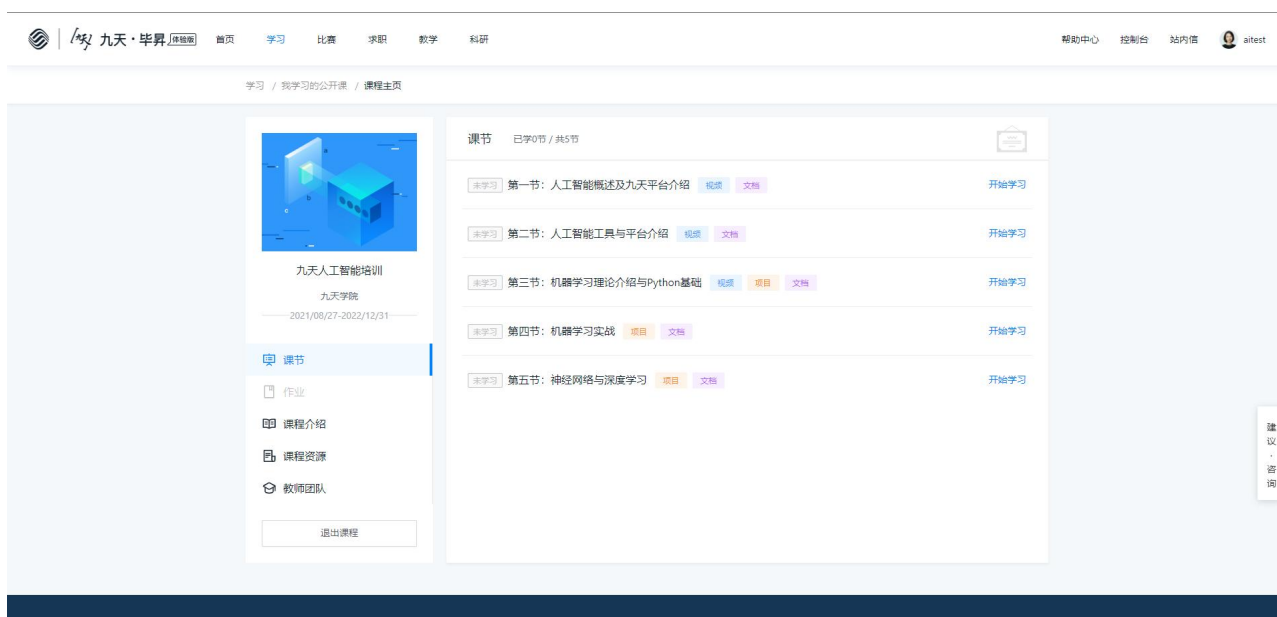 九天 九天·毕昇 体验版 首页 学习 比赛 求职 教学 科研 帮助中心 控制台 站内信 aitest
学习 / 我学习的公开课 / 课程主页
a
b
c
九天人工智能培训
九天学院
2021/08/27-2022/12/31
课节
作业
课程介绍
课程资源
教师团队
退出课程
课节 已学0节 / 共5节
未学习 第一节：人工智能概述及九天平台介绍 视频 文档 开始学习
未学习 第二节：人工智能工具与平台介绍 视频 文档 开始学习
未学习 第三节：机器学习理论介绍与Python基础 视频 项目 文档 开始学习
未学习 第四节：机器学习实战 项目 文档 开始学习
未学习 第五节：神经网络与深度学习 项目 文档 开始学习
建议·咨询